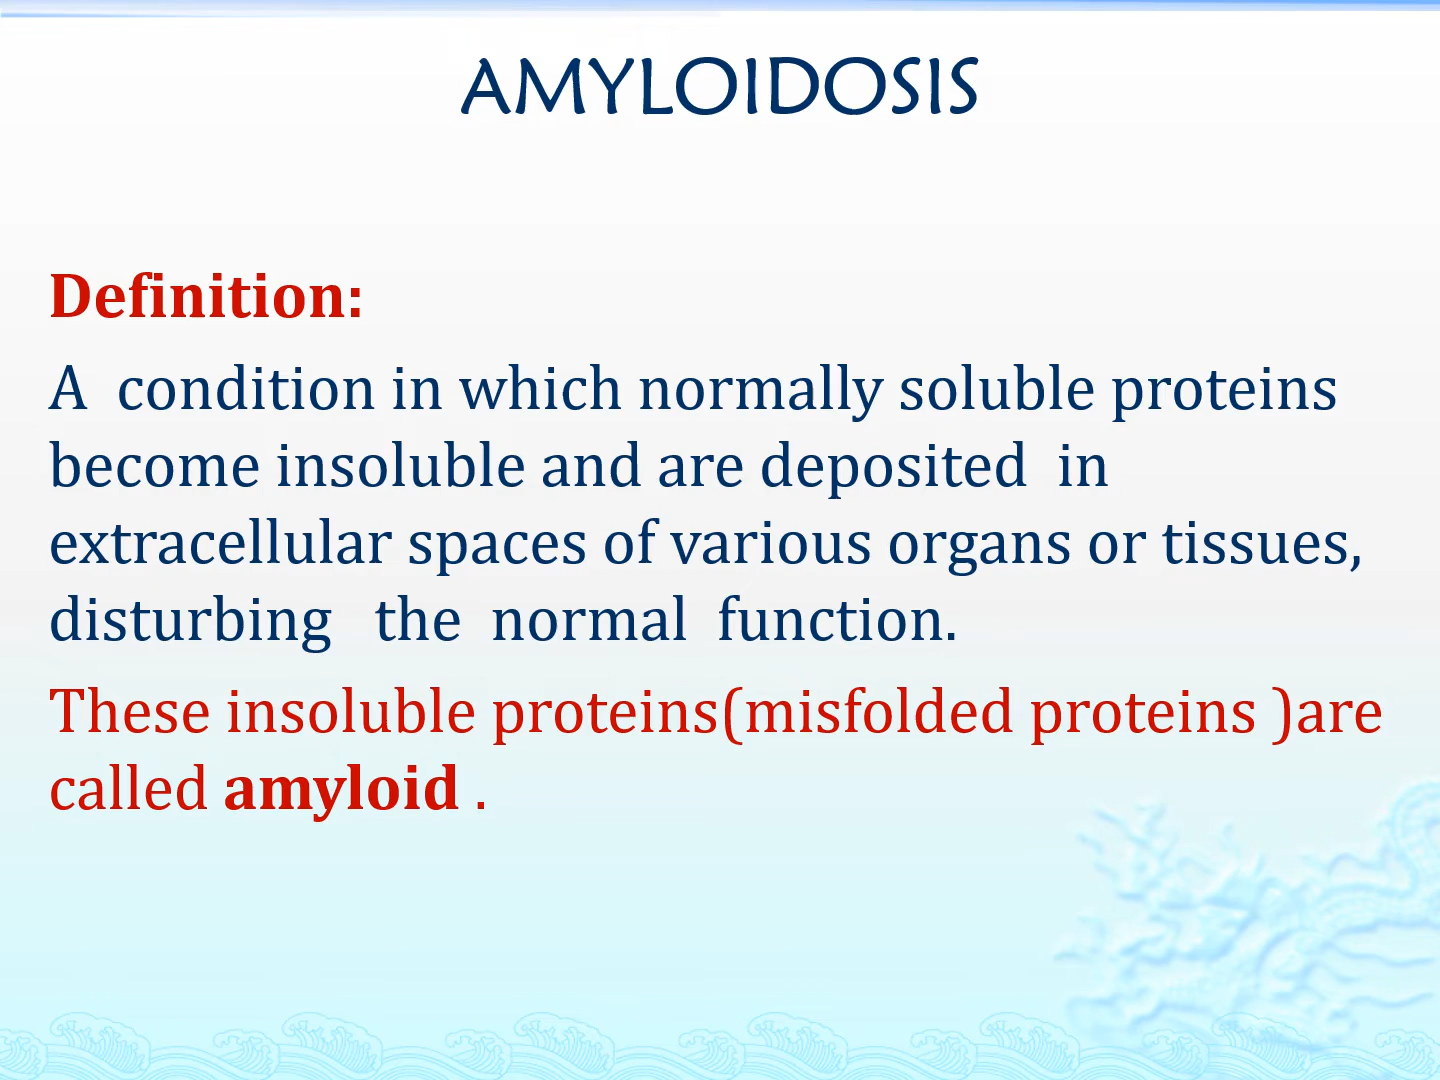 AMYLOIDOSIS
Definition:
A  condition in which normally soluble proteins
become insoluble and are deposited  in
extracellular spaces of various organs or tissues,
disturbing   the  normal  function.
These insoluble proteins(misfolded proteins )are
called amyloid .